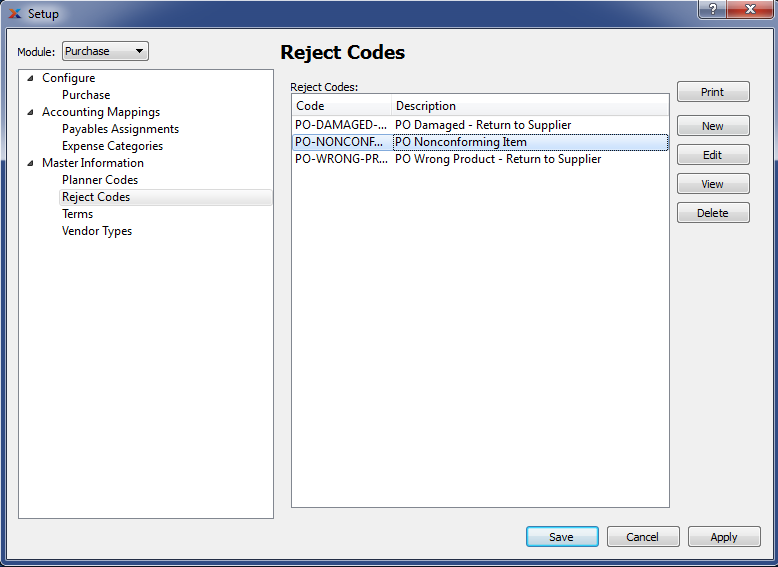 Setup
?
Module: Purchase
Reject Codes
Configure
Purchase
Accounting Mappings
Payables Assignments
Expense Categories
Master Information
Planner Codes
Reject Codes
Terms
Vendor Types
Reject Codes:
Code Description
PO-DAMAGED-... PO Damaged - Return to Supplier
PO-NONCONF... PO Nonconforming Item
PO-WRONG-PR... PO Wrong Product - Return to Supplier
Print
New
Edit
View
Delete
Save Cancel Apply